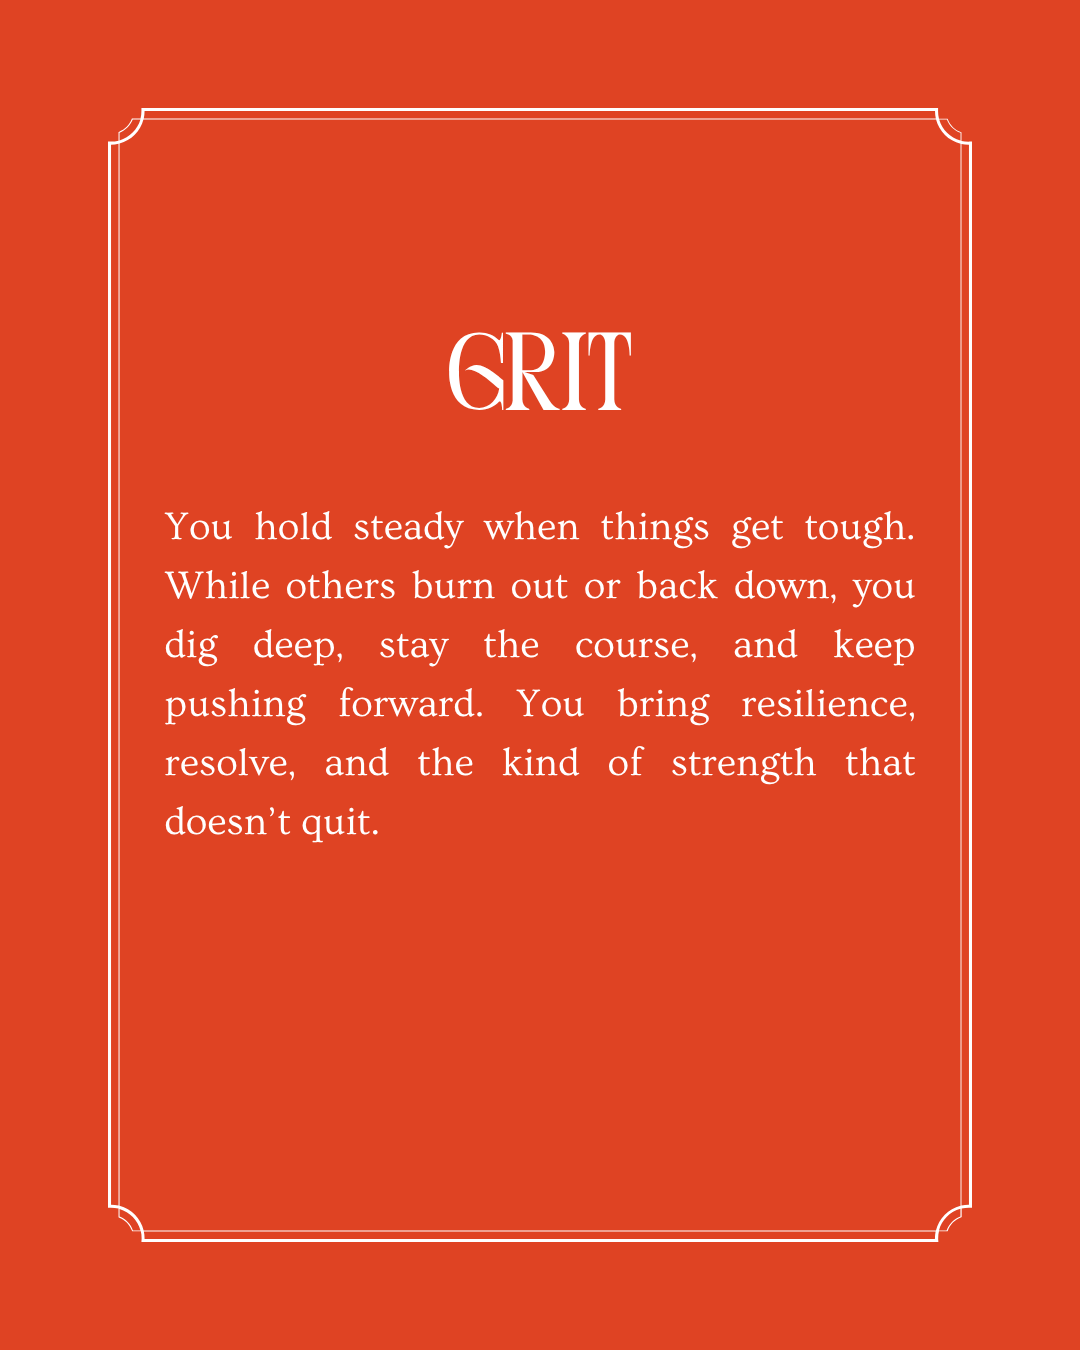 GRIT
You hold steady when things get tough.
While others burn out or back down, you
dig deep, stay the course, and keep
pushing forward. You bring resilience,
resolve, and the kind of strength that
doesn’t quit.